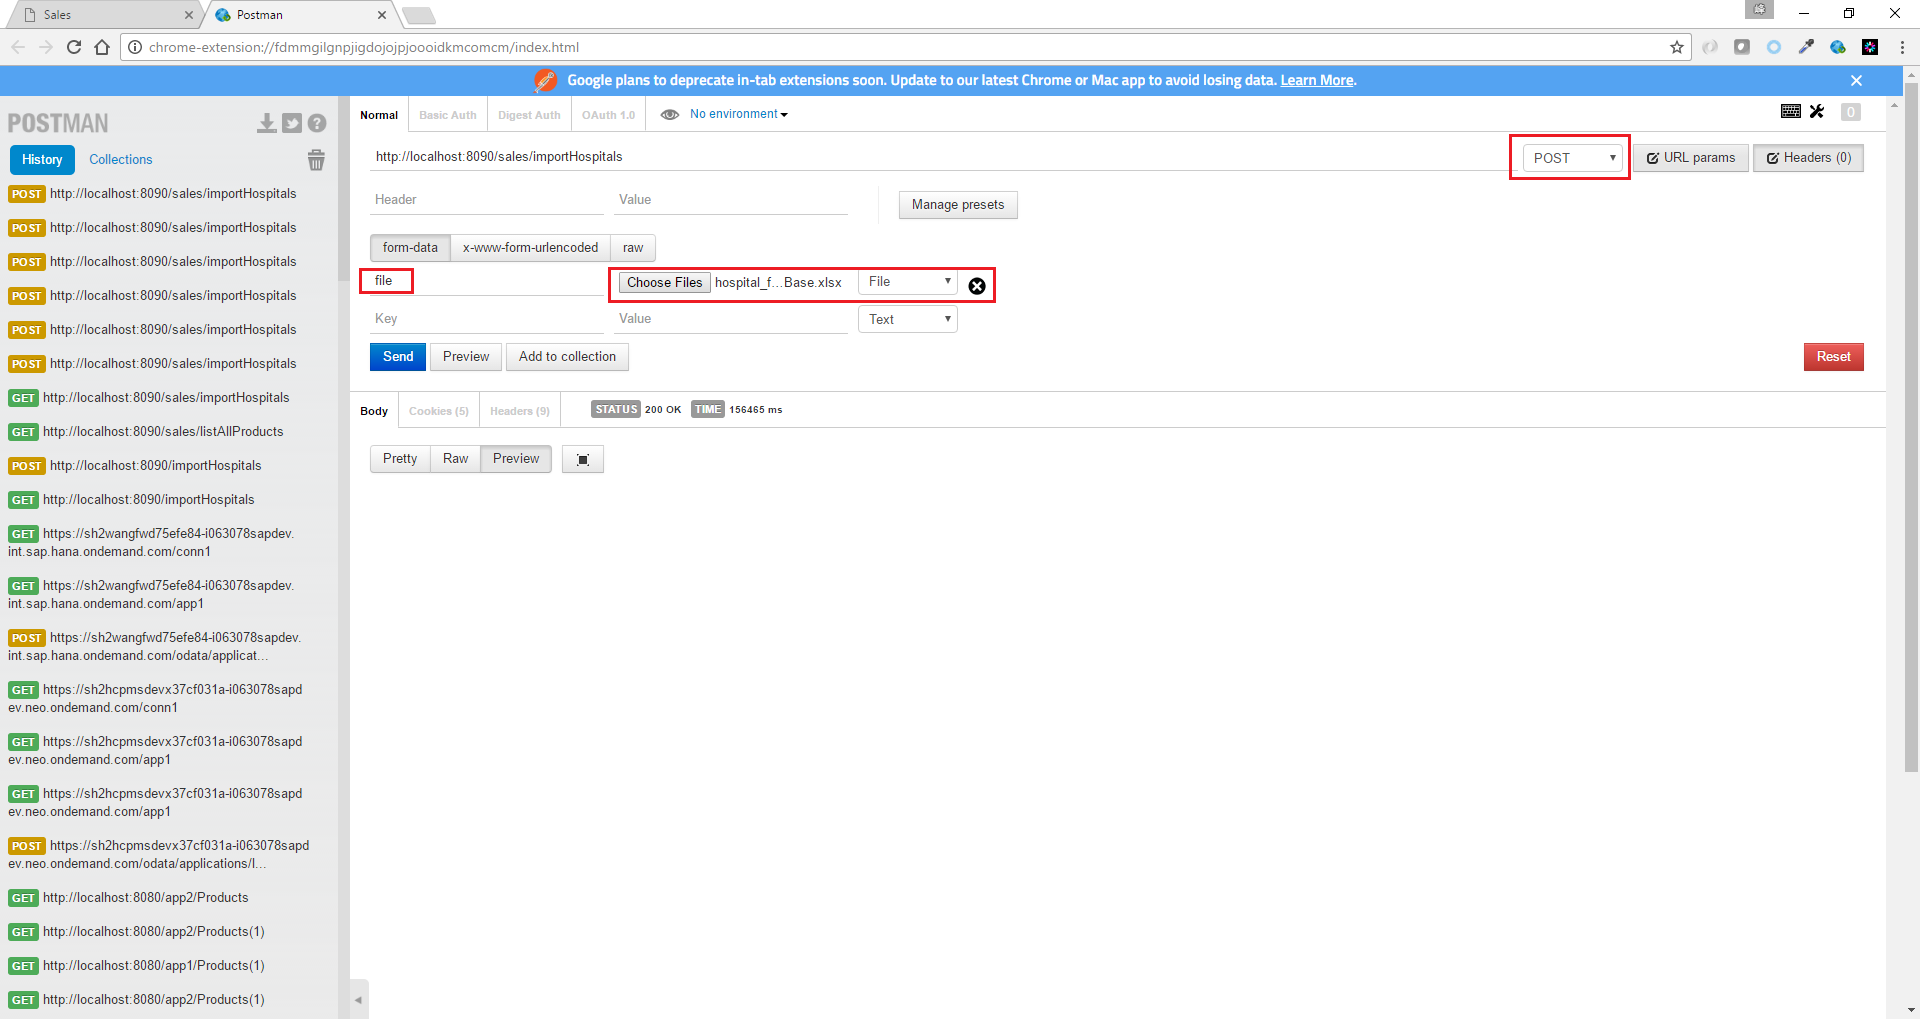 Sales
Postman
chrome-extension://fdmmgilgnpjigdojojpjoooidkmcomcm/index.html
Google plans to deprecate in-tab extensions soon. Update to our latest Chrome or Mac app to avoid losing data. Learn More.
POSTMAN
History Collections
POST http://localhost:8090/sales/importHospitals
POST http://localhost:8090/sales/importHospitals
POST http://localhost:8090/sales/importHospitals
POST http://localhost:8090/sales/importHospitals
POST http://localhost:8090/sales/importHospitals
POST http://localhost:8090/sales/importHospitals
GET http://localhost:8090/sales/importHospitals
GET http://localhost:8090/sales/listAllProducts
POST http://localhost:8090/importHospitals
GET http://localhost:8090/importHospitals
GET https://sh2wangfwd75efe84-i063078sapdev.
int.sap.hana.ondemand.com/conn1
GET https://sh2wangfwd75efe84-i063078sapdev.
int.sap.hana.ondemand.com/app1
POST https://sh2wangfwd75efe84-i063078sapdev.
int.sap.hana.ondemand.com/odata/applicat...
GET https://sh2hcpmsdevx37cf031a-i063078sapd
ev.neo.ondemand.com/conn1
GET https://sh2hcpmsdevx37cf031a-i063078sapd
ev.neo.ondemand.com/app1
GET https://sh2hcpmsdevx37cf031a-i063078sapd
ev.neo.ondemand.com/app1
POST https://sh2hcpmsdevx37cf031a-i063078sapd
ev.neo.ondemand.com/odata/applications/l...
GET http://localhost:8080/app2/Products
GET http://localhost:8080/app2/Products(1)
GET http://localhost:8080/app1/Products(1)
GET http://localhost:8080/app2/Products(1)
Normal Basic Auth Digest Auth OAuth 1.0 No environment
0
http://localhost:8090/sales/importHospitals POST URL params Headers (0)
Header Value Manage presets
form-data x-www-form-urlencoded raw
file Choose Files hospital_f...Base.xlsx File
Key Value Text
Send Preview Add to collection Reset
Body Cookies (5) Headers (9) STATUS 200 OK TIME 156465 ms
Pretty Raw Preview